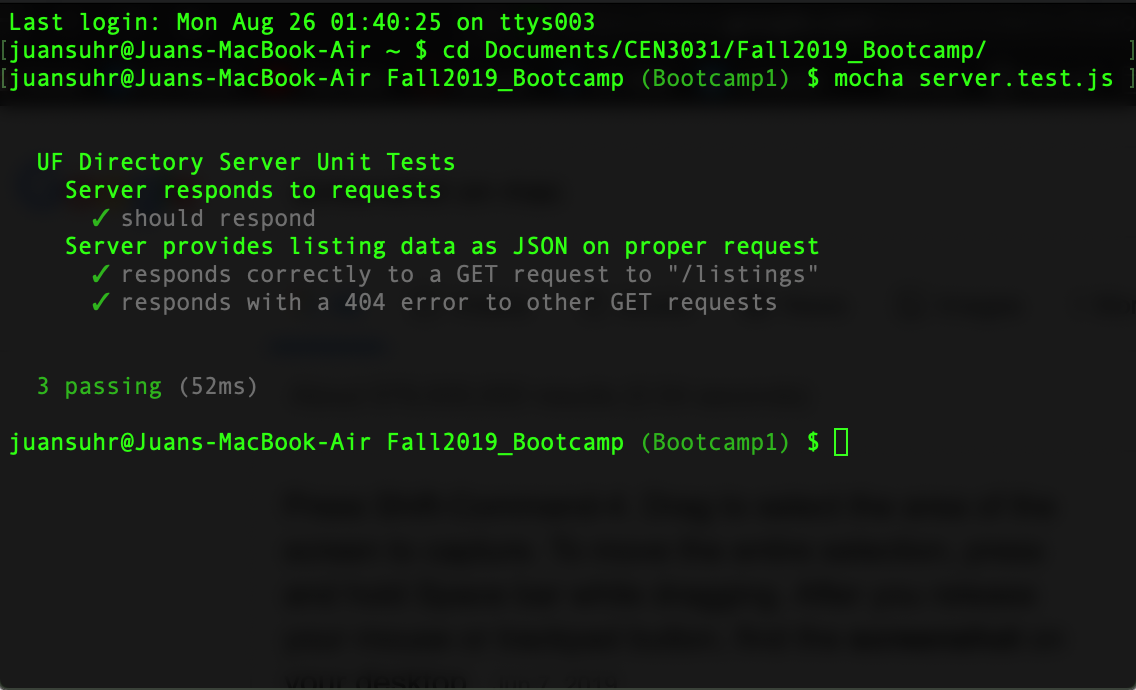 Last login: Mon Aug 26 01:40:25 on ttys003
[juansuhr@Juans-MacBook-Air ~ $ cd Documents/CEN3031/Fall2019_Bootcamp/ ]
[juansuhr@Juans-MacBook-Air Fall2019_Bootcamp (Bootcamp1) $ mocha server.test.js ]
UF Directory Server Unit Tests
Server responds to requests
✓ should respond
Server provides listing data as JSON on proper request
✓ responds correctly to a GET request to "/listings"
✓ responds with a 404 error to other GET requests
3 passing (52ms)
juansuhr@Juans-MacBook-Air Fall2019_Bootcamp (Bootcamp1) $